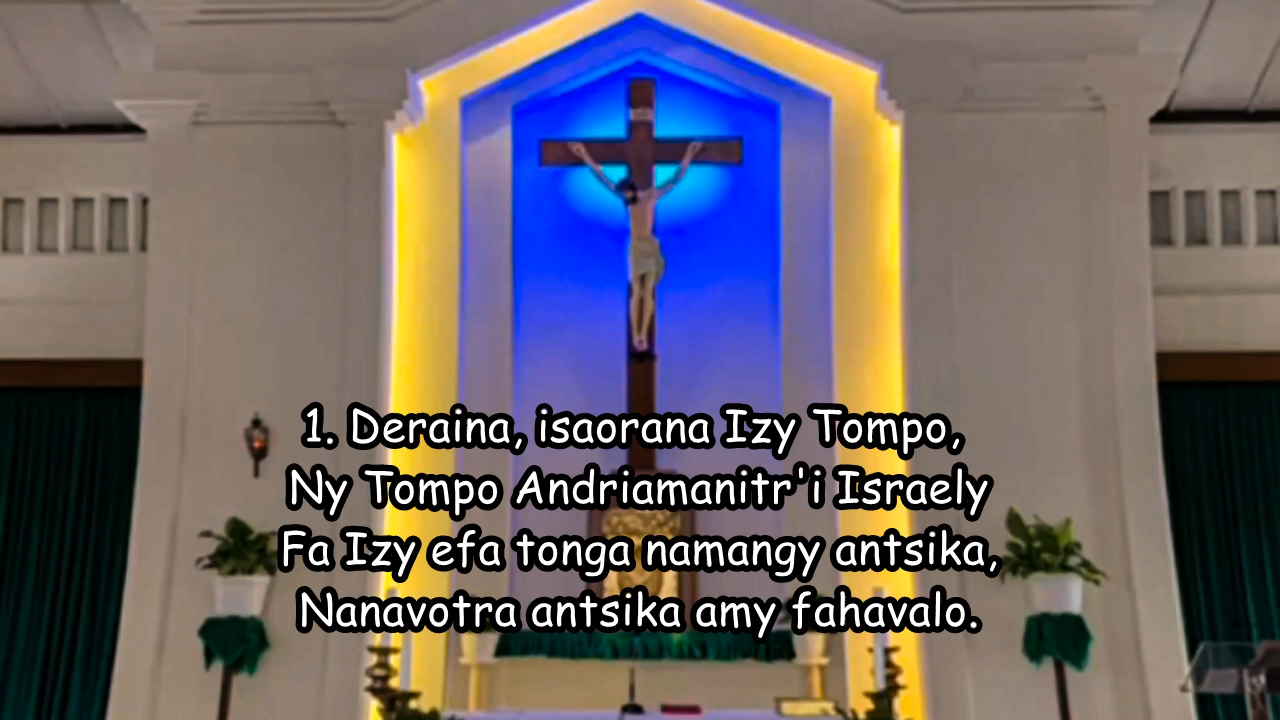 1. Deraina, isaorana Izy Tompo,
Ny Tompo Andriamanitr'i Israely
Fa Izy efa tonga namangy antsika,
Nanavotra antsika amy fahavalo.